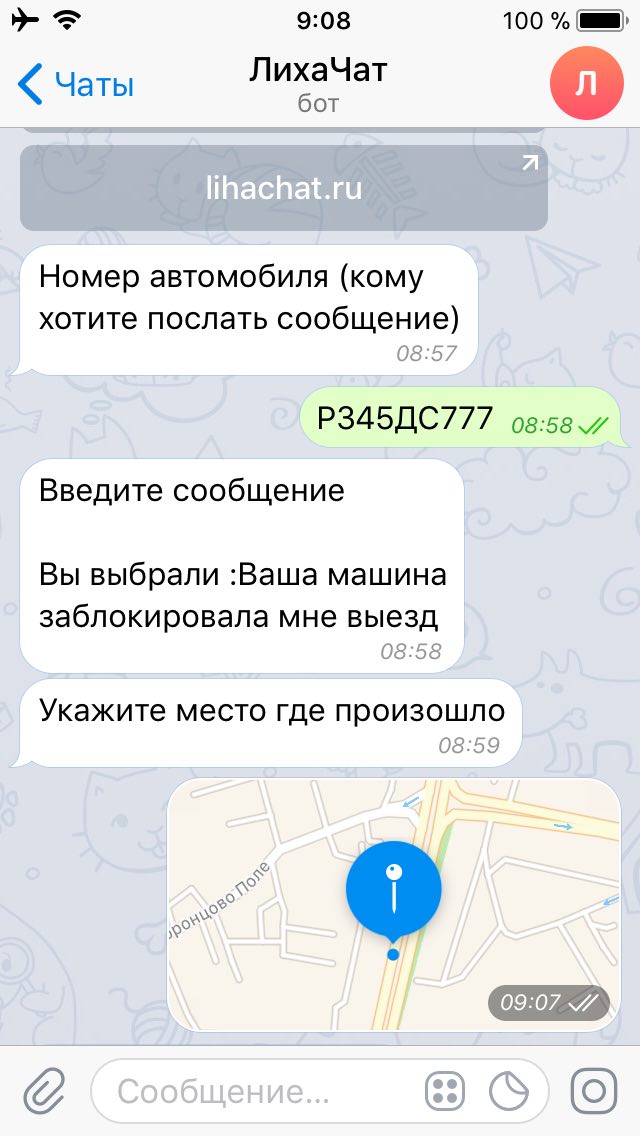 9:08
100 %
Чаты
ЛихаЧат
бот
Л
lihachat.ru
Номер автомобиля (кому
хотите послать сообщение)
08:57
Р345ДС777 08:58
Введите сообщение
Вы выбрали :Ваша машина
заблокировала мне выезд
08:58
Укажите место где произошло
08:59
оронцово Поле
09:07
Сообщение...